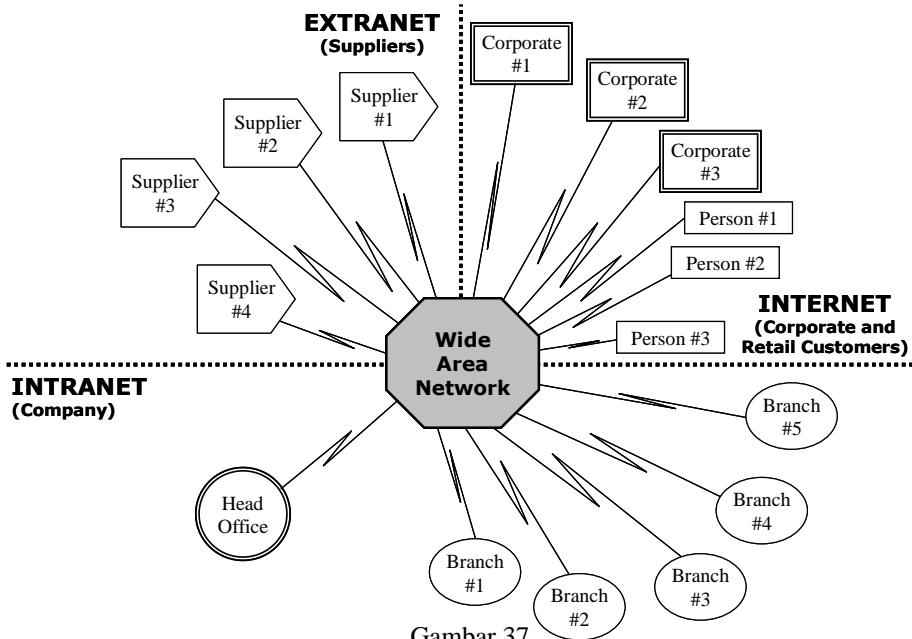 EXTRANET
(Suppliers)
Corporate
#1
Corporate
#2
Corporate
#3
Supplier
#1
Supplier
#2
Supplier
#3
Supplier
#4
Person #1
Person #2
Person #3
INTERNET
(Corporate and
Retail Customers)
Wide
Area
Network
INTRANET
(Company)
Head
Office
Branch
#1
Branch
#2
Branch
#3
Branch
#4
Branch
#5
Gambar 37